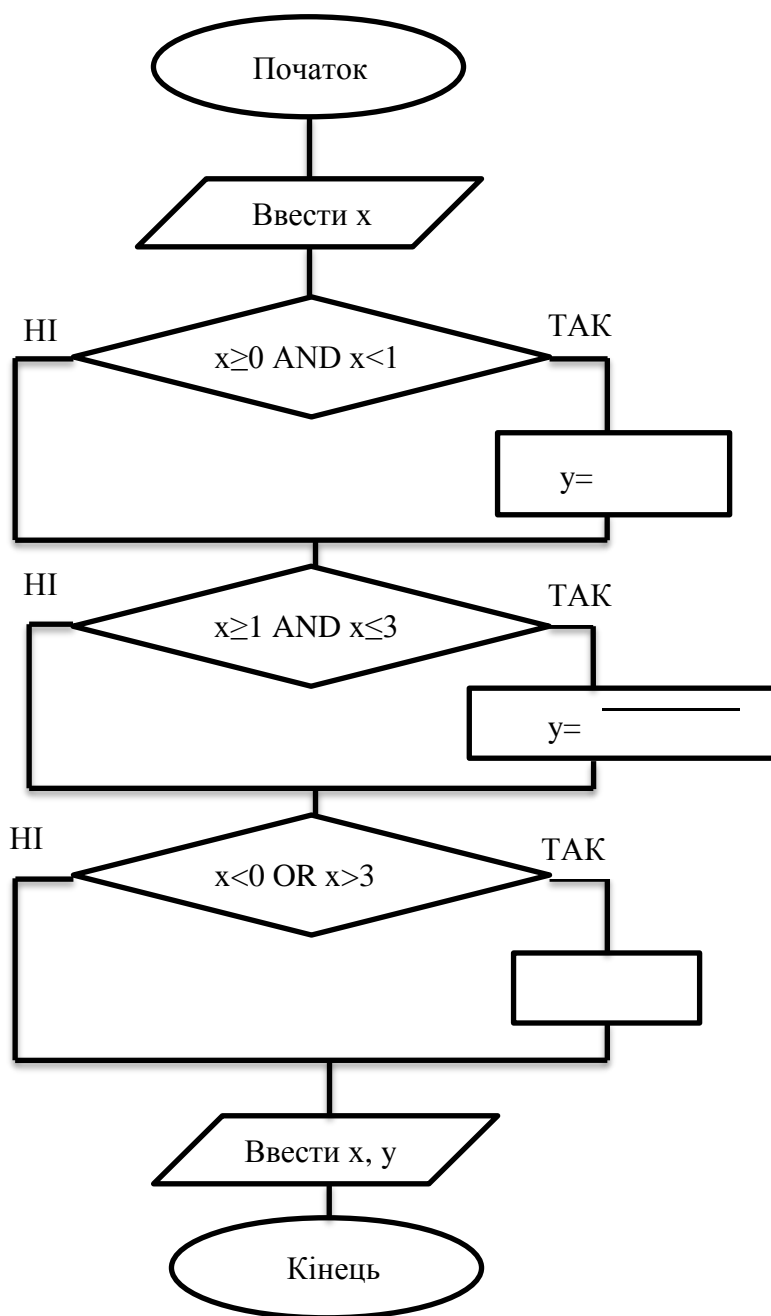 Початок
Ввести x
НІ
ТАК
x≥0 AND x<1
y=
НІ
ТАК
x≥1 AND x≤3
y=
НІ
ТАК
x<0 OR x>3
Ввести x, y
Кінець